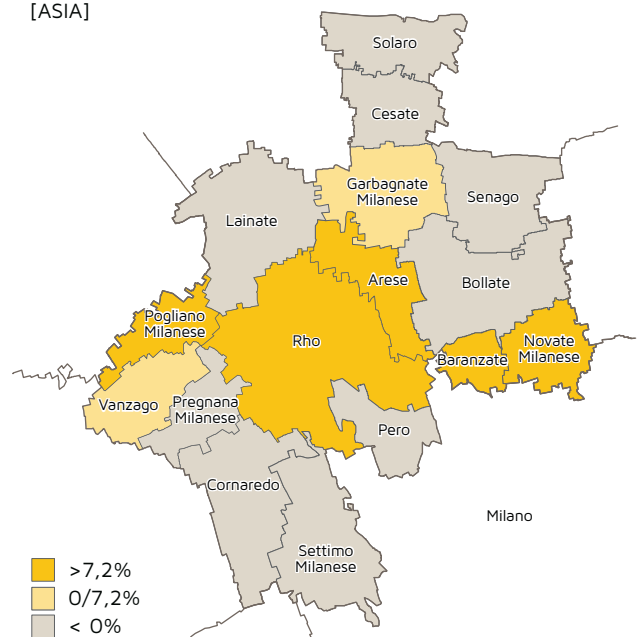 [ASIA]
Solaro
Cesate
Garbagnate
Milanese
Senago
Lainate
Arese
Bollate
Pogliano
Milanese
Rho
Novate
Milanese
Baranzate
Vanzago
Pregnana
Milanese
Pero
Cornaredo
Milano
Settimo
Milanese
>7,2%
0/7,2%
< 0%